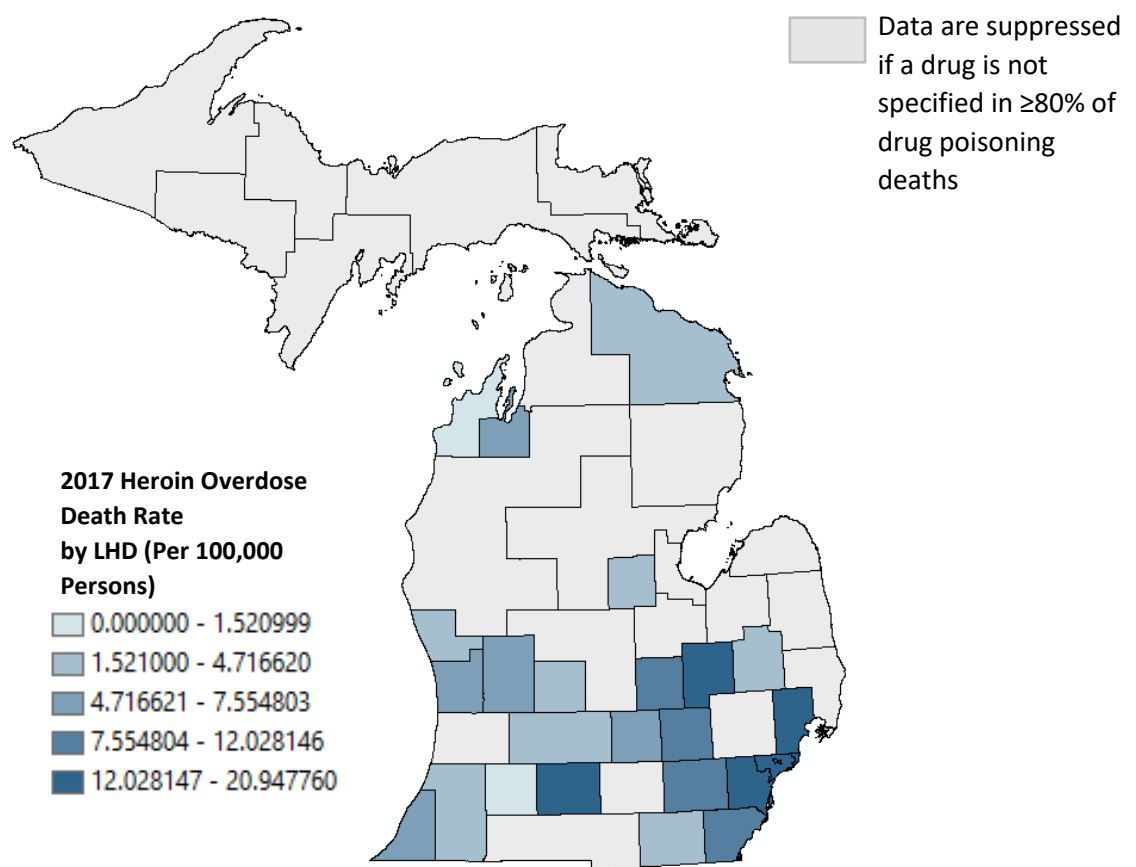 Data are suppressed
if a drug is not
specified in ≥80% of
drug poisoning
deaths
2017 Heroin Overdose
Death Rate
by LHD (Per 100,000
Persons)
0.000000 - 1.520999
1.521000 - 4.716620
4.716621 - 7.554803
7.554804 - 12.028146
12.028147 - 20.947760